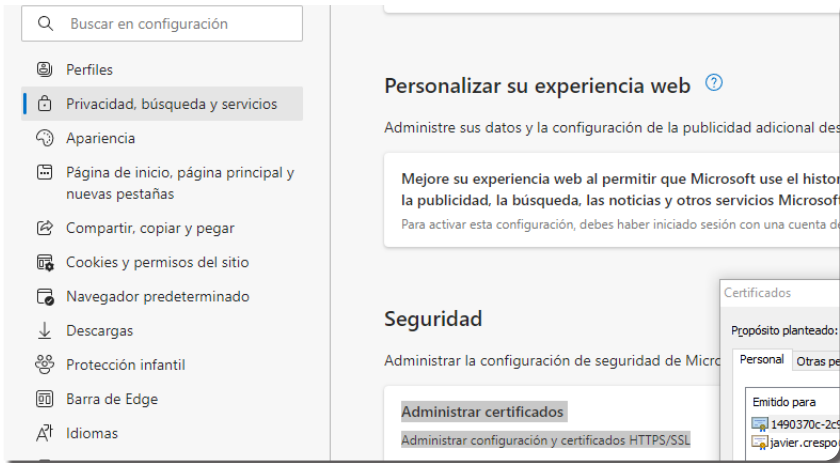 Buscar en configuración
Perfiles
Privacidad, búsqueda y servicios
Apariencia
Página de inicio, página principal y
nuevas pestañas
Compartir, copiar y pegar
Cookies y permisos del sitio
Navegador predeterminado
Descargas
Protección infantil
Barra de Edge
Idiomas
Personalizar su experiencia web
Administre sus datos y la configuración de la publicidad adicional des
Mejore su experiencia web al permitir que Microsoft use el histor
la publicidad, la búsqueda, las noticias y otros servicios Microsoft
Para activar esta configuración, debes haber iniciado sesión con una cuenta de
Seguridad
Administrar la configuración de seguridad de Micro
Administrar certificados
Administrar configuración y certificados HTTPS/SSL
Certificados
Propósito planteado:
Personal Otras pe
Emitido para
1490370c-2c9
javier.crespou